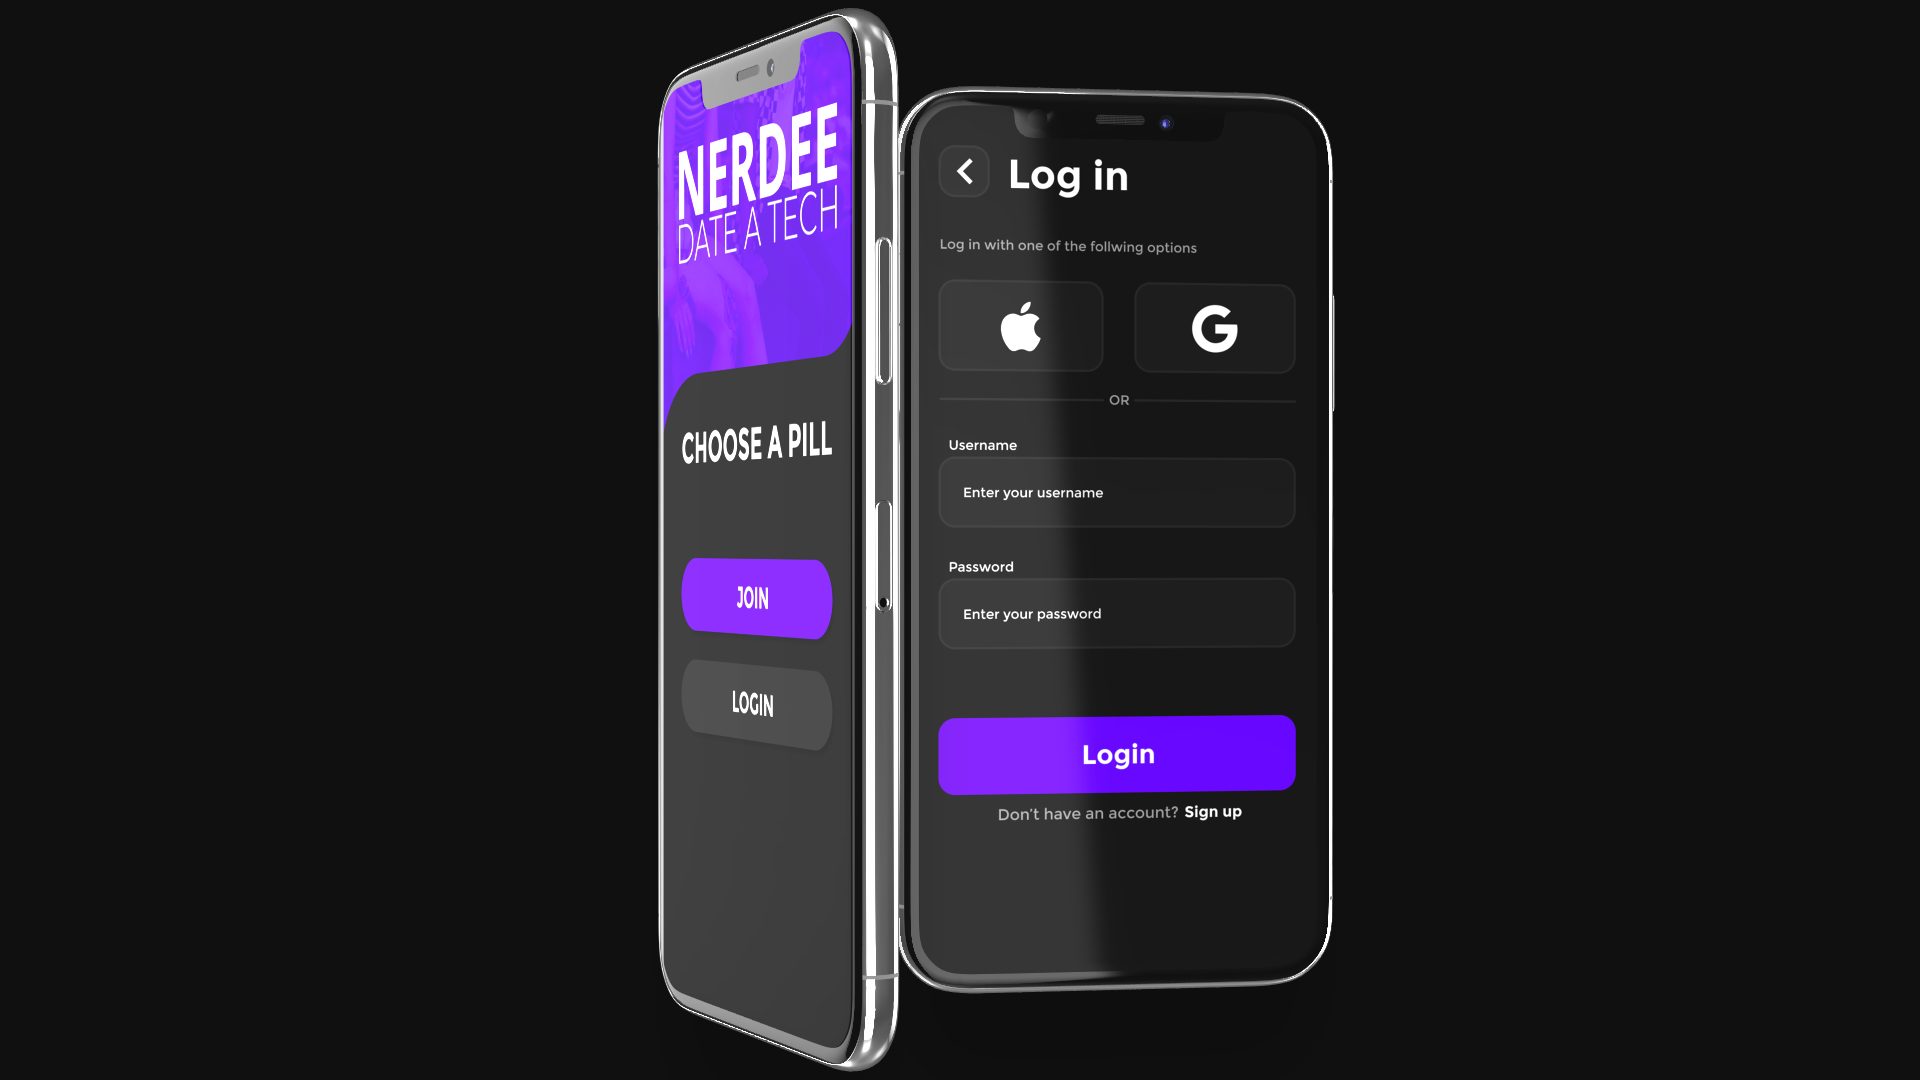 NERDEE
DATE A TECH
CHOOSE A PILL
JOIN
LOGIN
Log in
Log in with one of the follwing options
G
OR
Username
Enter your username
Password
Enter your password
Login
Don't have an account? Sign up